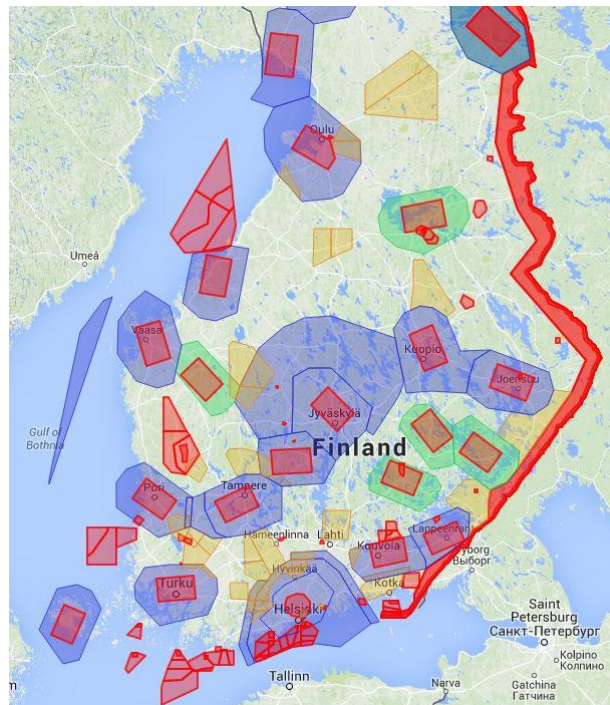 Oulu
Umeå
Vaasa
Kuopio
Joensuu
Jyväskylä
Gulf of
Bothnia
Finland
Pori
Tampere
Hämeenlinna
Lahti
Lappeenranta
Kouvola
Vyborg
Выборг
Hyvinkää
Turku
Kotka
Helsinki
Saint
Petersburg
Санкт-Петербург
Kolpino
Колпино
Tallinn
Narva
Gatchina
Гатчина
m